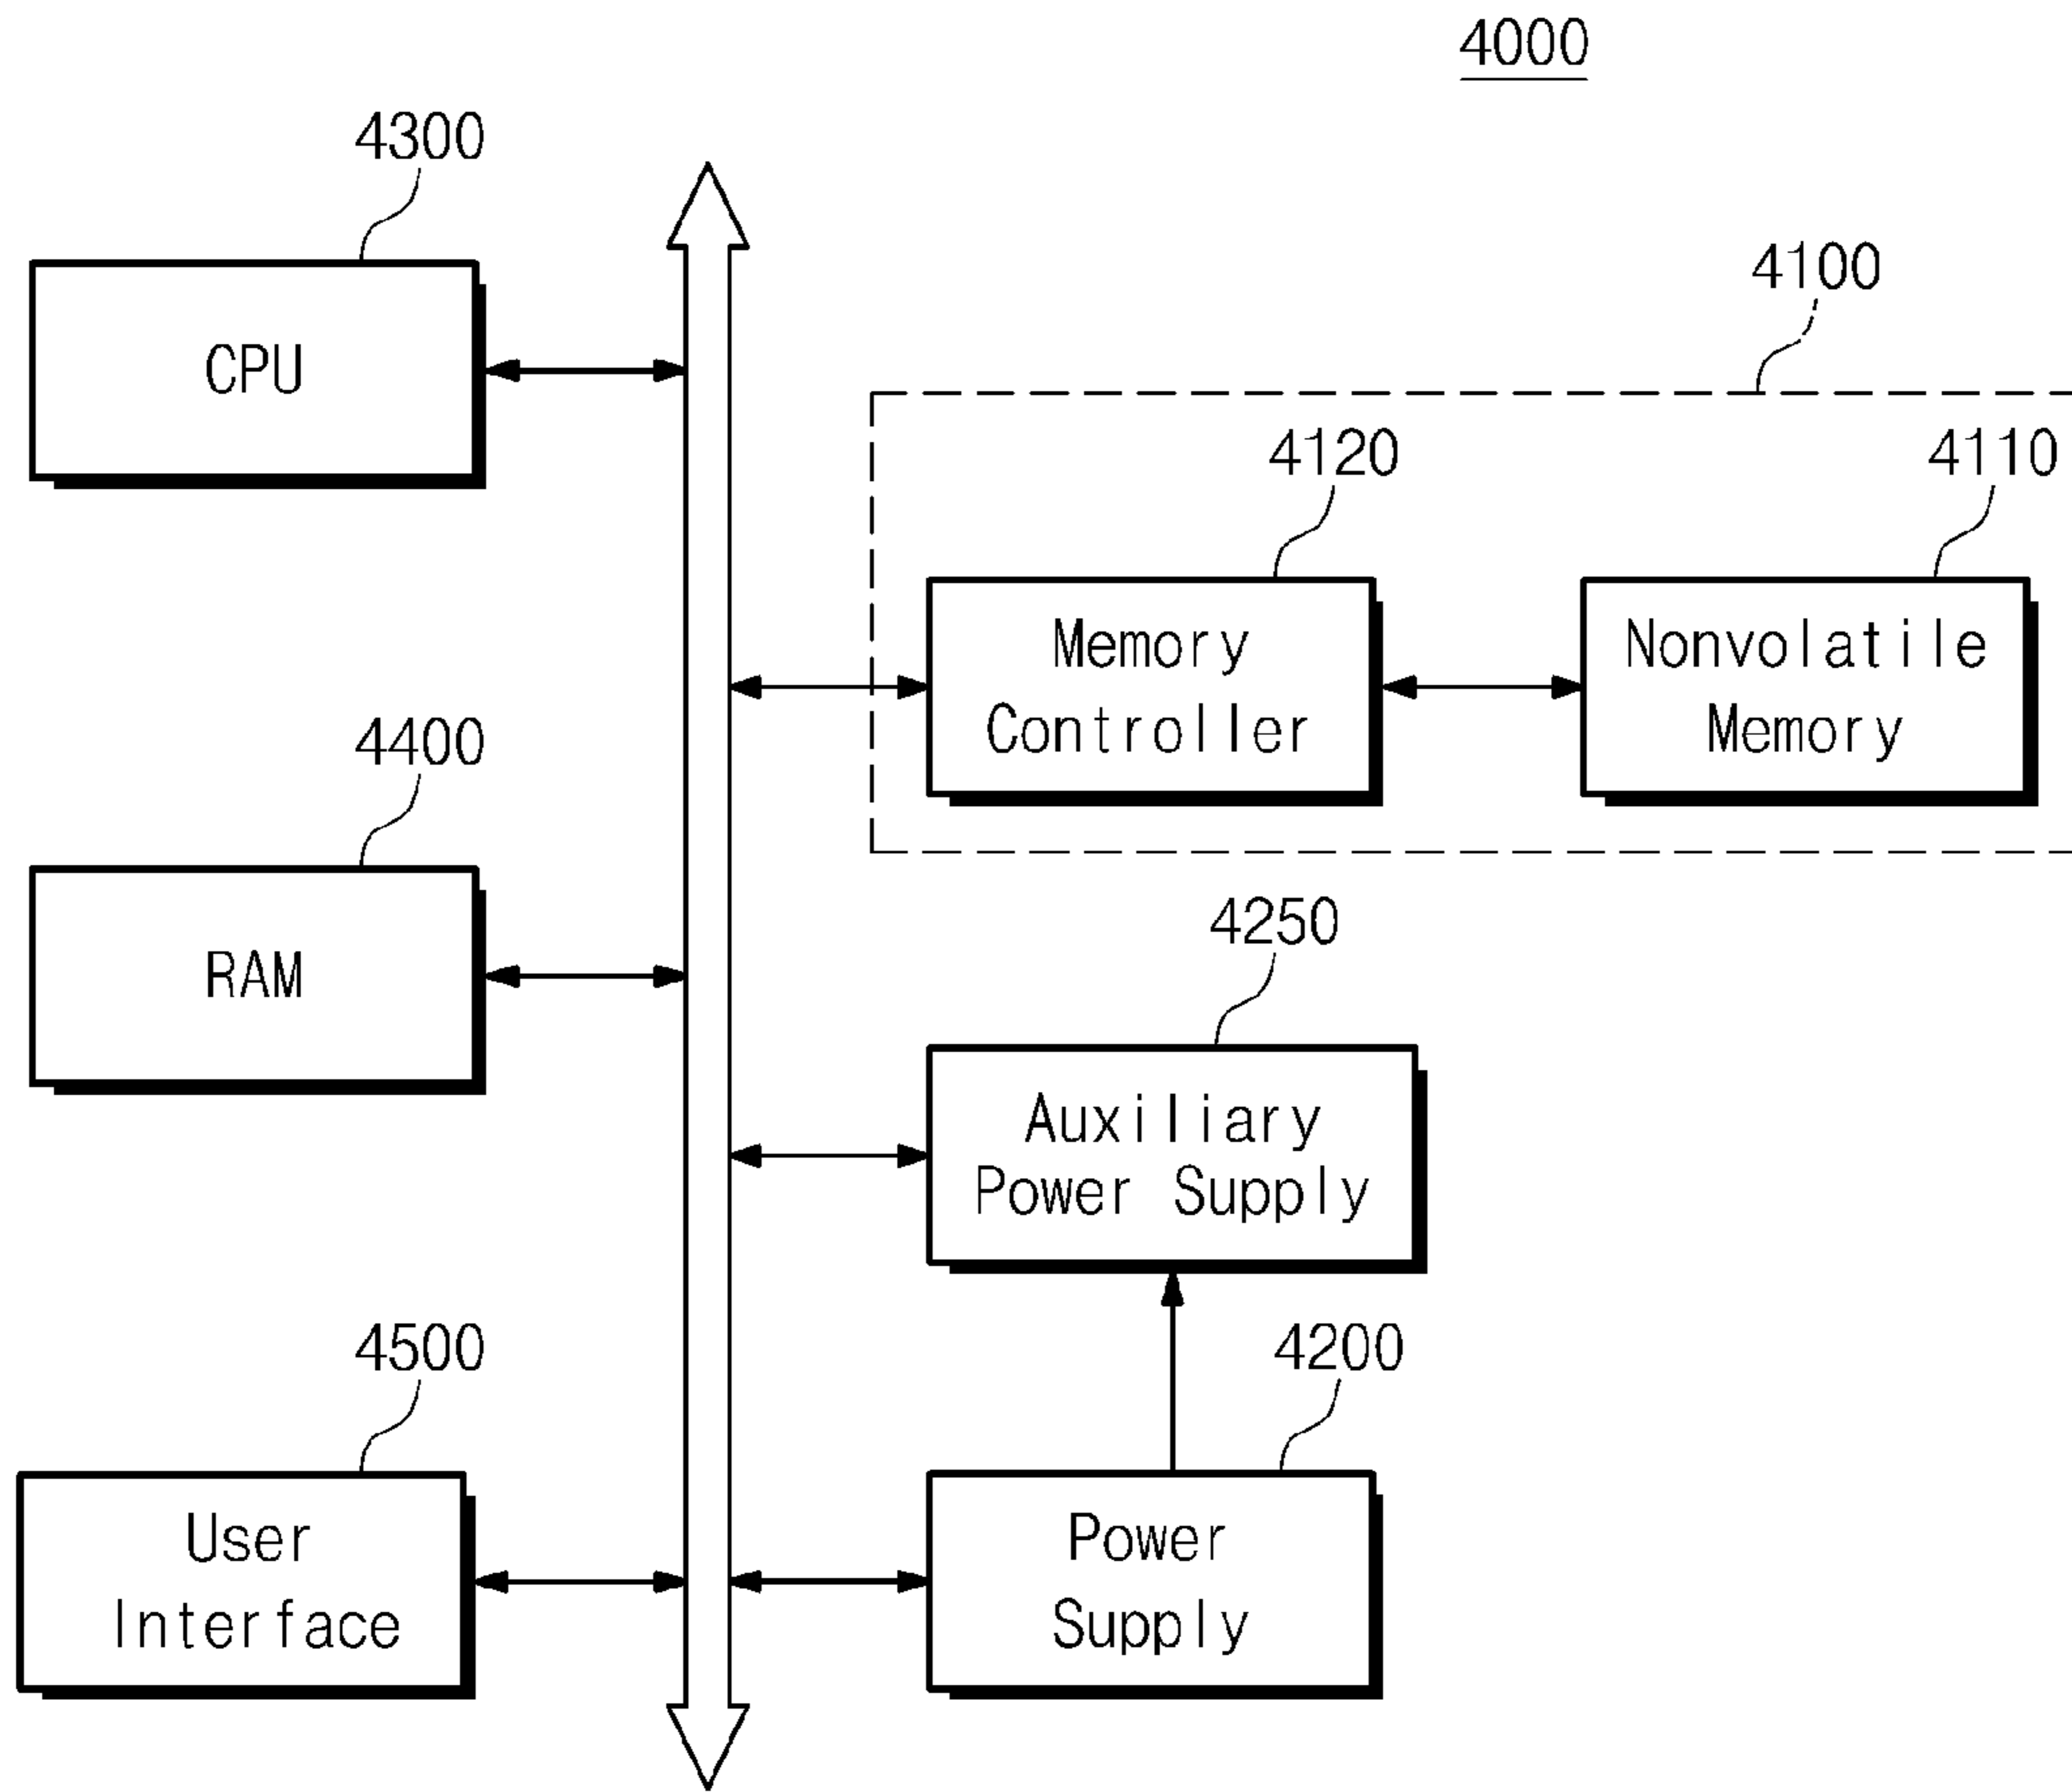 4000
4300
CPU
4100
4120
4110
Memory
Controller
Nonvolatile
Memory
4400
RAM
4250
Auxiliary
Power Supply
4500
User
Interface
4200
Power
Supply